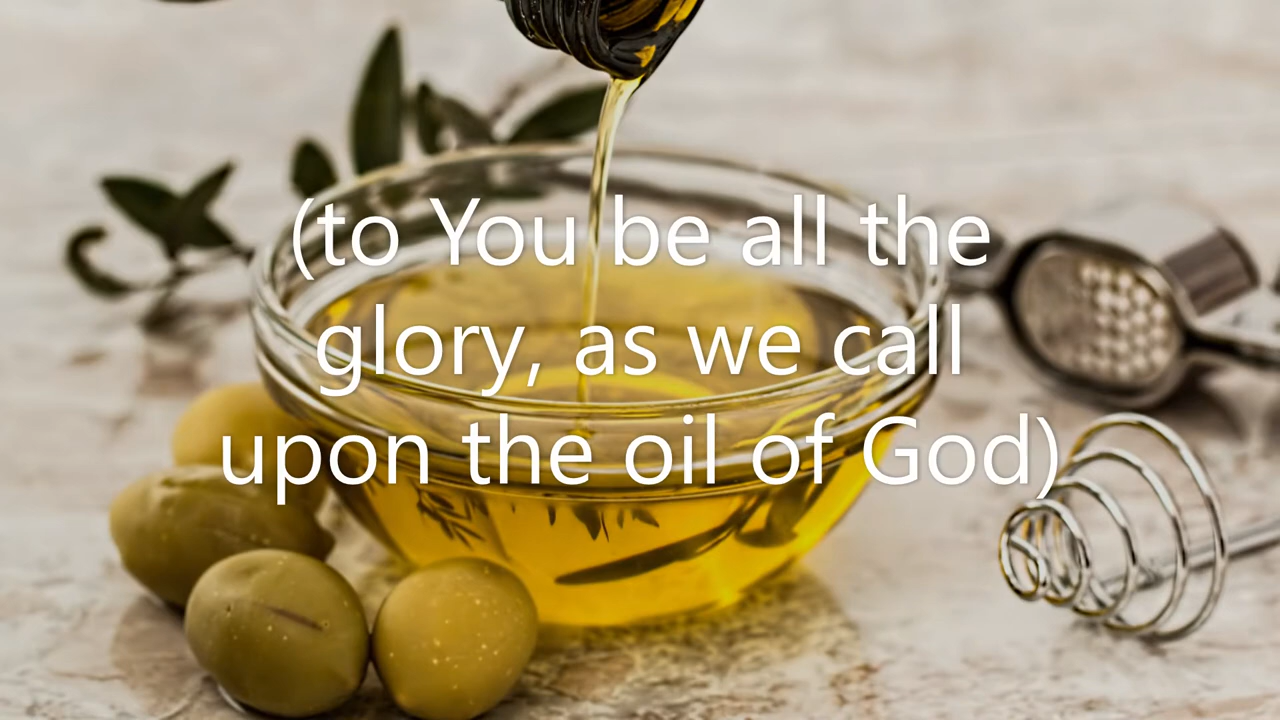 (to You be all the
glory, as we call
upon the oil of God)